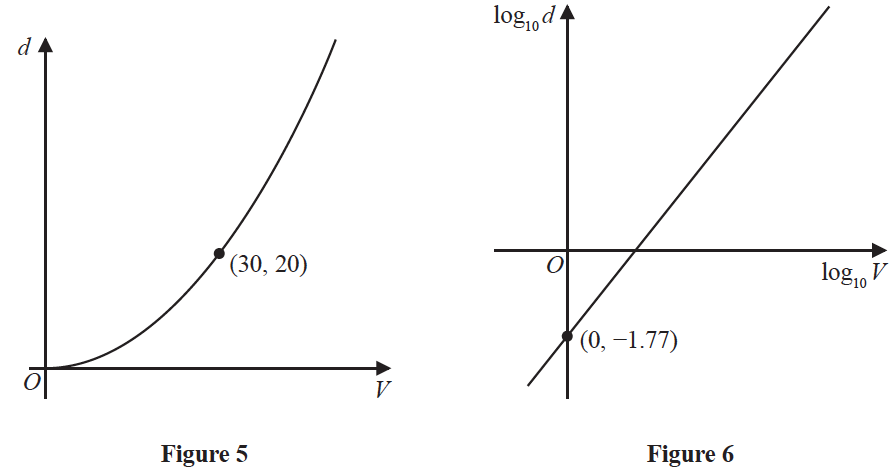 d
(30, 20)
O
V
Figure 5
log₁₀ d
O
log₁₀ V
(0, −1.77)
Figure 6